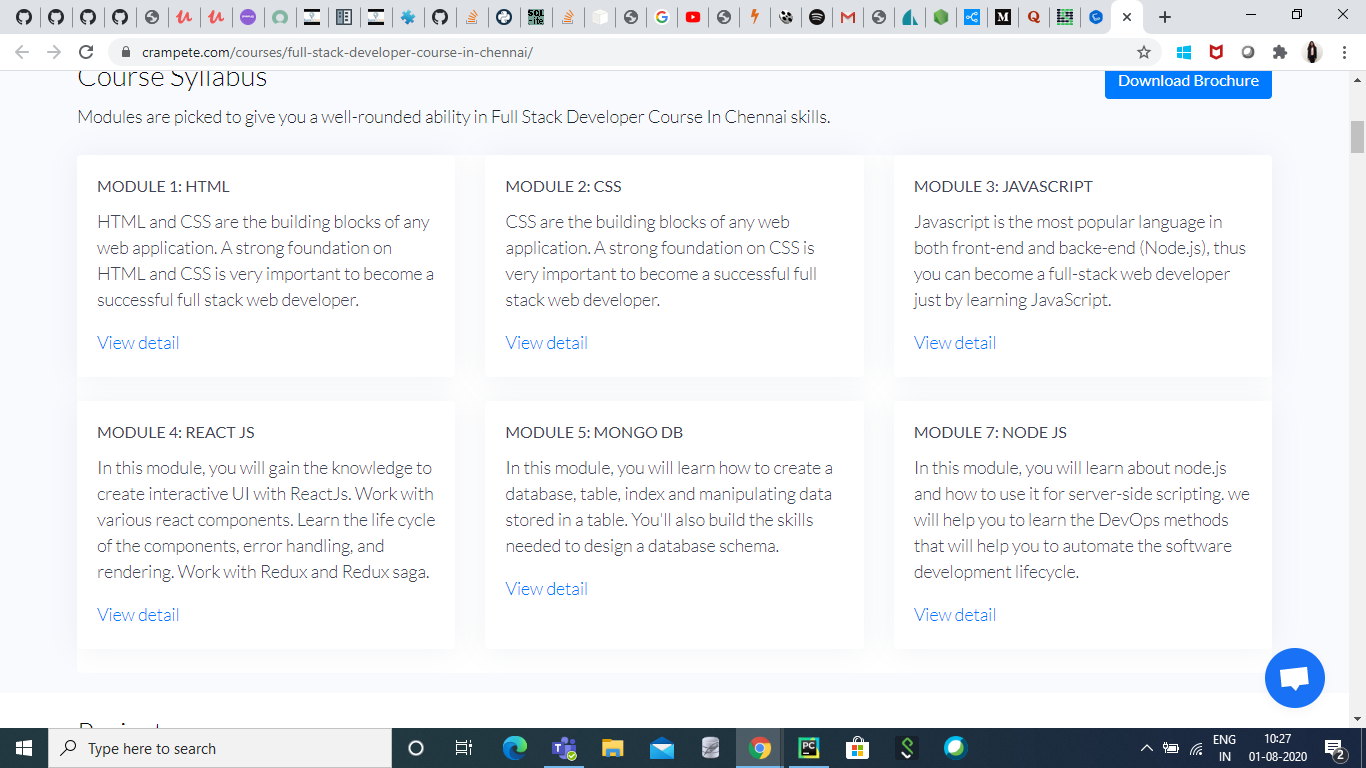 crampete.com/courses/full-stack-developer-course-in-chennai/
Course Syllabus
Download Brochure
Modules are picked to give you a well-rounded ability in Full Stack Developer Course In Chennai skills.
MODULE 1: HTML
HTML and CSS are the building blocks of any
web application. A strong foundation on
HTML and CSS is very important to become a
successful full stack web developer.
View detail
MODULE 2: CSS
CSS are the building blocks of any web
application. A strong foundation on CSS is
very important to become a successful full
stack web developer.
View detail
MODULE 3: JAVASCRIPT
Javascript is the most popular language in
both front-end and backe-end (Node.js), thus
you can become a full-stack web developer
just by learning JavaScript.
View detail
MODULE 4: REACT JS
In this module, you will gain the knowledge to
create interactive UI with ReactJs. Work with
various react components. Learn the life cycle
of the components, error handling, and
rendering. Work with Redux and Redux saga.
View detail
MODULE 5: MONGO DB
In this module, you will learn how to create a
database, table, index and manipulating data
stored in a table. You'll also build the skills
needed to design a database schema.
View detail
MODULE 7: NODE JS
In this module, you will learn about node.js
and how to use it for server-side scripting. we
will help you to learn the DevOps methods
that will help you to automate the software
development lifecycle.
View detail
Type here to search
ENG
IN
10:27
01-08-2020
2